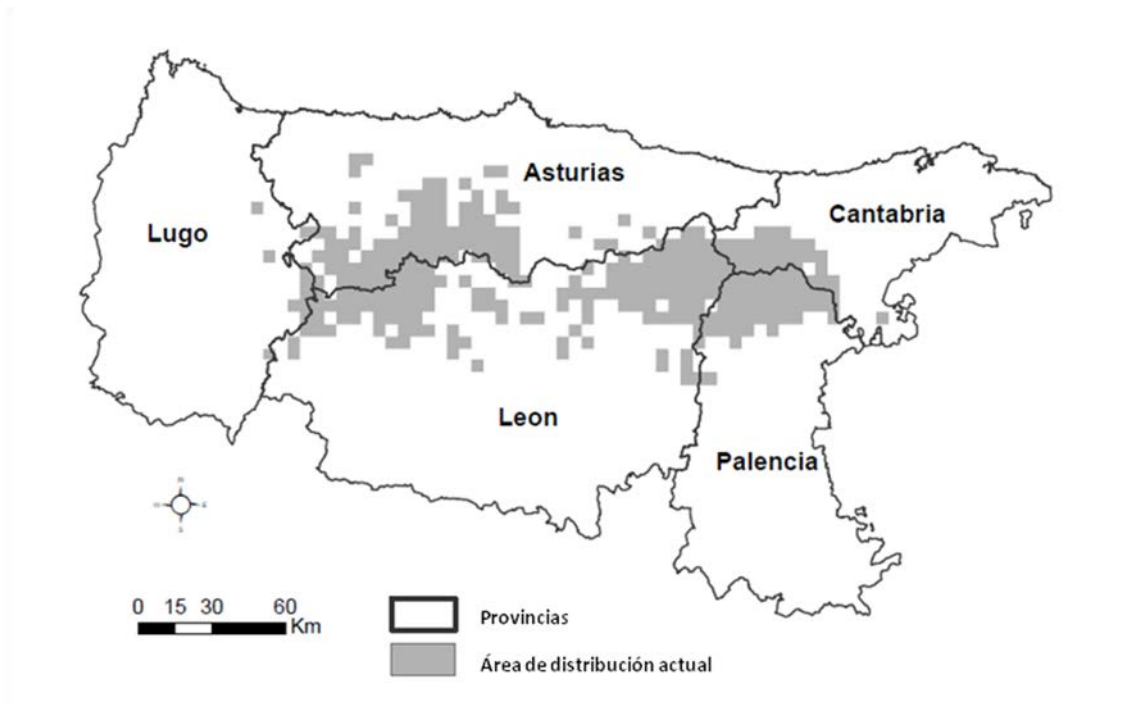 Asturias
Cantabria
Lugo
Leon
Palencia
0 15 30 60
Km
Provincias
Área de distribución actual